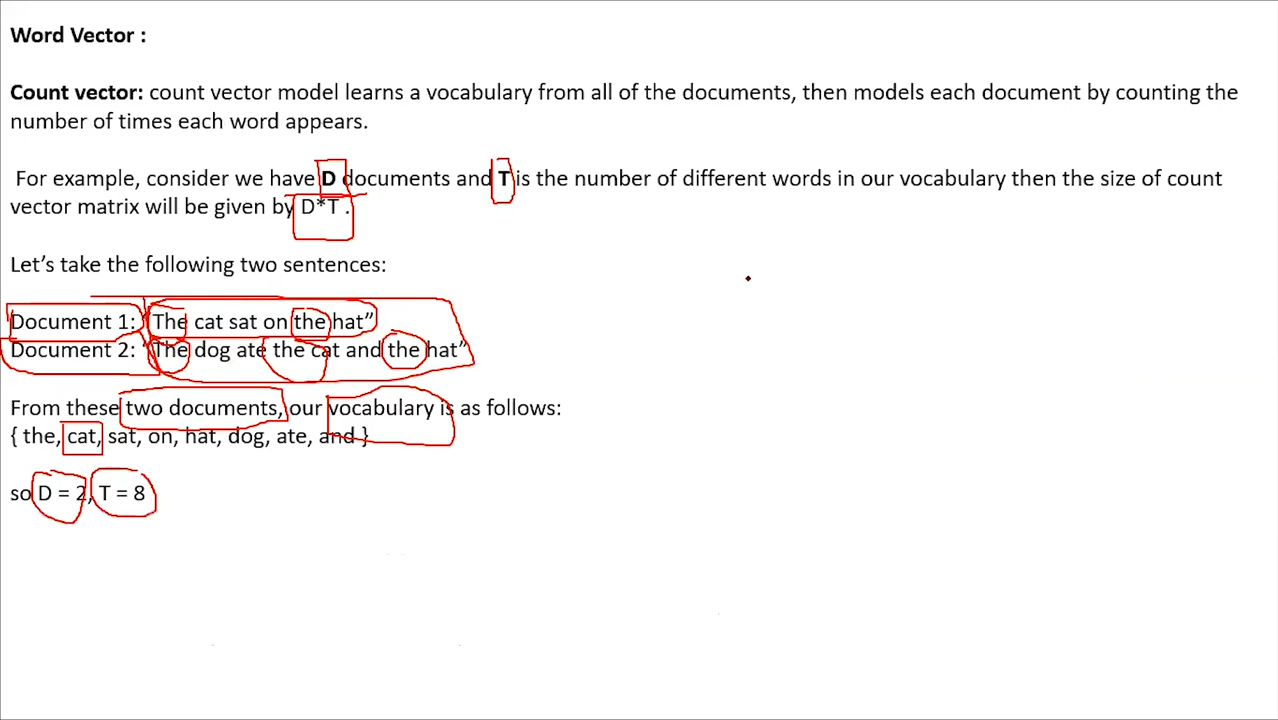 Word Vector :
Count vector: count vector model learns a vocabulary from all of the documents, then models each document by counting the
number of times each word appears.
For example, consider we have D documents and T is the number of different words in our vocabulary then the size of count
vector matrix will be given by D*T .
Let’s take the following two sentences:
Document 1: “The cat sat on the hat”
Document 2: “The dog ate the cat and the hat”
From these two documents, our vocabulary is as follows:
{ the, cat, sat, on, hat, dog, ate, and }
so D = 2, T = 8